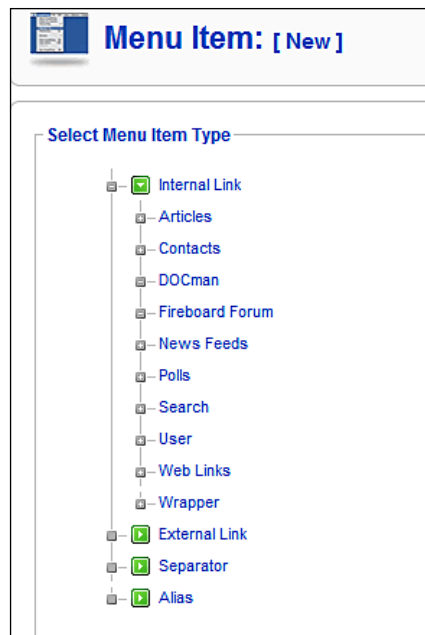 Menu Item: [ New ]
Select Menu Item Type
Internal Link
Articles
Contacts
DOCman
Fireboard Forum
News Feeds
Polls
Search
User
Web Links
Wrapper
External Link
Separator
Alias